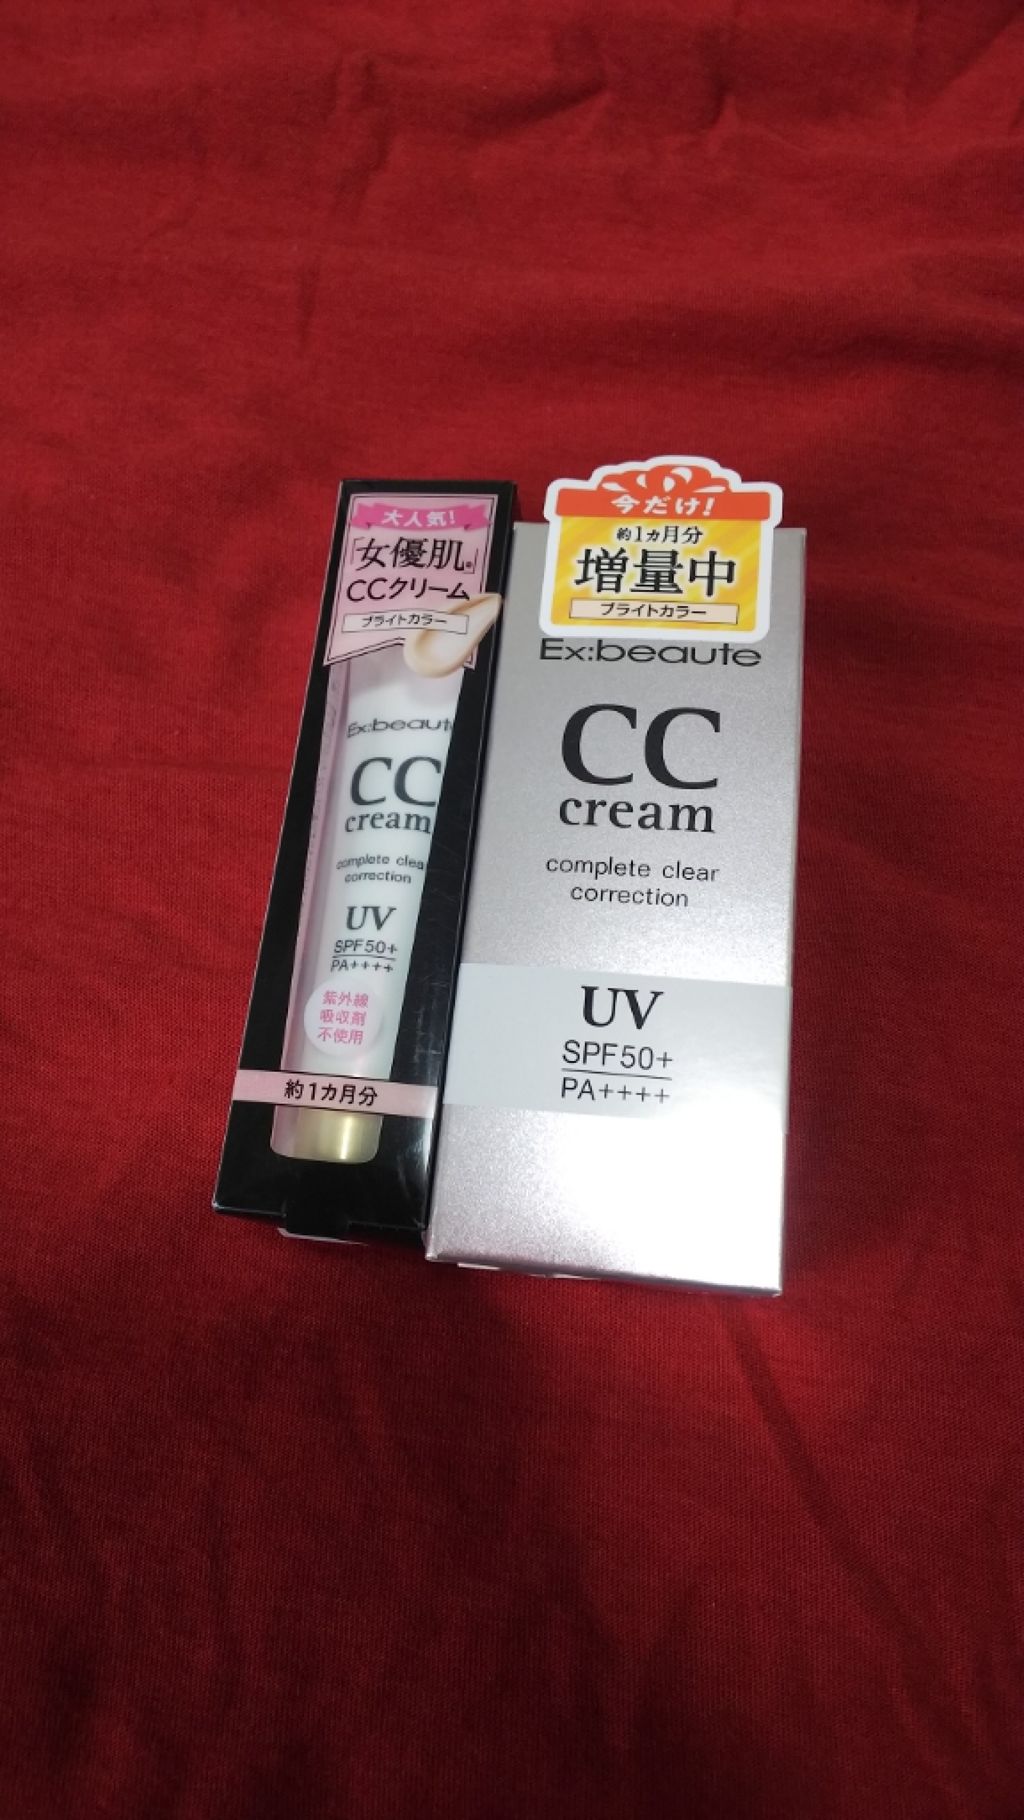 大人気!
「女優肌®」
CCクリーム
ブライトカラー
Ex:beaute
CC
cream
complete clear
correction
UV
SPF50+
PA++++
紫外線
吸収剤
不使用
約1カ月分
今だけ!
約1カ月分
増量中
ブライトカラー
Ex:beaute
CC
cream
complete clear
correction
UV
SPF50+
PA++++